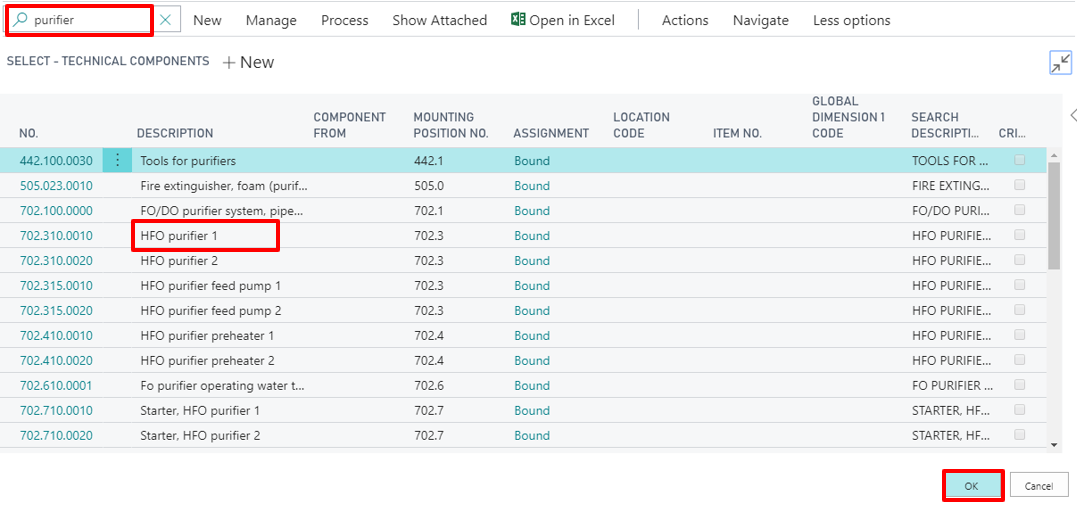 purifier New Manage Process Show Attached Open in Excel Actions Navigate Less options
SELECT - TECHNICAL COMPONENTS + New
NO. DESCRIPTION COMPONENT FROM MOUNTING POSITION NO. ASSIGNMENT LOCATION CODE ITEM NO. GLOBAL DIMENSION 1 CODE SEARCH DESCRIPTI... CRI...
442.100.0030 Tools for purifiers 442.1 Bound TOOLS FOR ...
505.023.0010 Fire extinguisher, foam (purif... 505.0 Bound FIRE EXTING...
702.100.0000 FO/DO purifier system, pipe... 702.1 Bound FO/DO PURI...
702.310.0010 HFO purifier 1 702.3 Bound HFO PURIFIE...
702.310.0020 HFO purifier 2 702.3 Bound HFO PURIFIE...
702.315.0010 HFO purifier feed pump 1 702.3 Bound HFO PURIFIE...
702.315.0020 HFO purifier feed pump 2 702.3 Bound HFO PURIFIE...
702.410.0010 HFO purifier preheater 1 702.4 Bound HFO PURIFIE...
702.410.0020 HFO purifier preheater 2 702.4 Bound HFO PURIFIE...
702.610.0001 Fo purifier operating water t... 702.6 Bound FO PURIFIER ...
702.710.0010 Starter, HFO purifier 1 702.7 Bound STARTER, HF...
702.710.0020 Starter, HFO purifier 2 702.7 Bound STARTER, HF...
OK Cancel